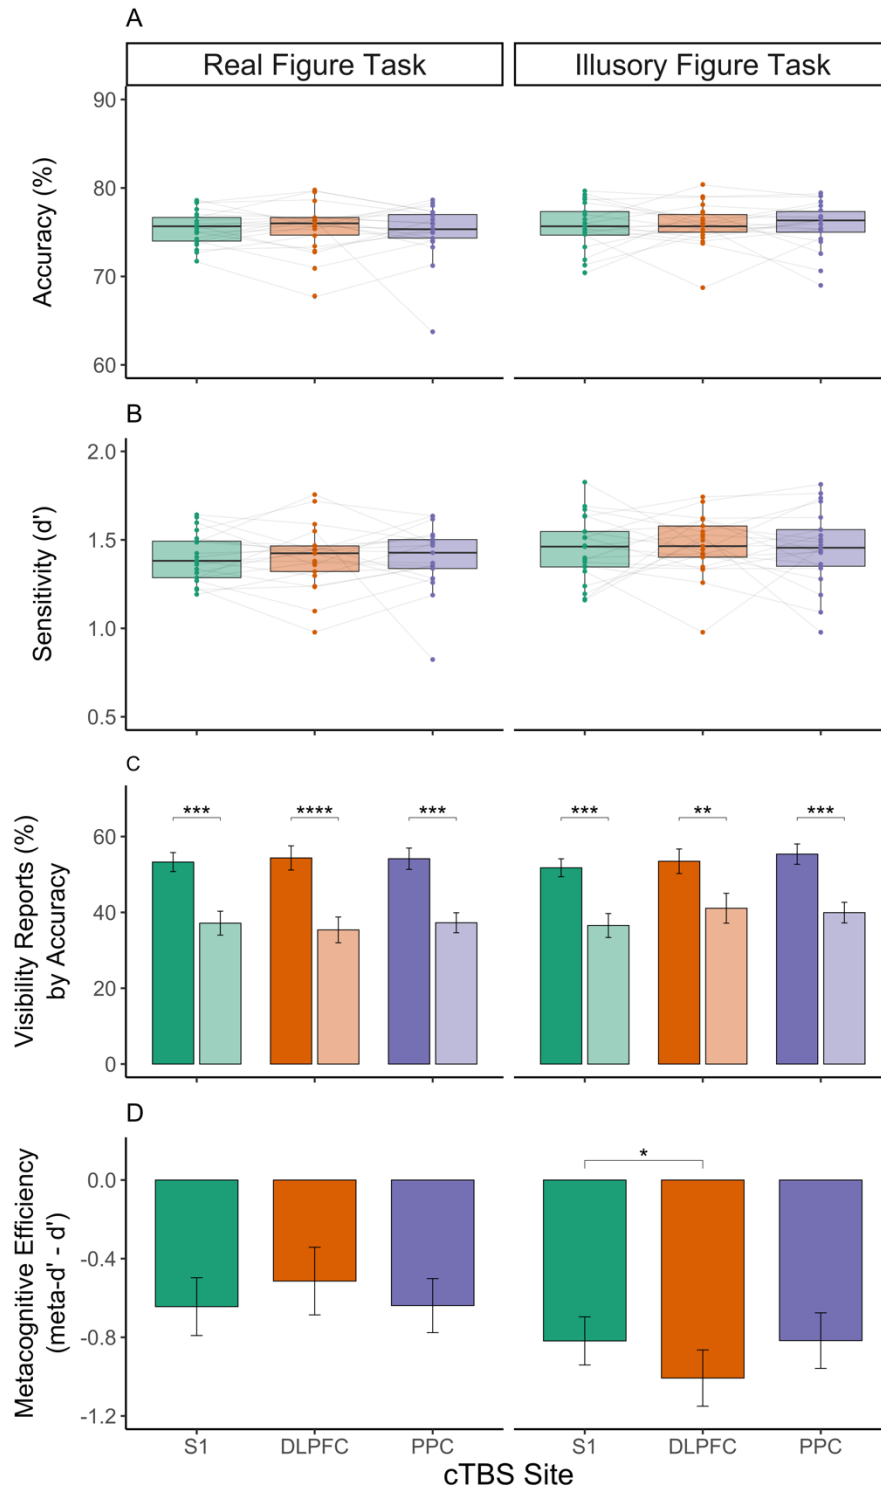 A
Real Figure Task
Illusory Figure Task
Accuracy (%)
90
80
70
60
B
Sensitivity (d')
2.0
1.5
1.0
0.5
C
Visibility Reports (%)
by Accuracy
60
40
20
0
*** **** *** *** ** ***
D
Metacognitive Efficiency
(meta-d' - d')
0.0
-0.4
-0.8
-1.2
*
S1 DLPFC PPC S1 DLPFC PPC
cTBS Site